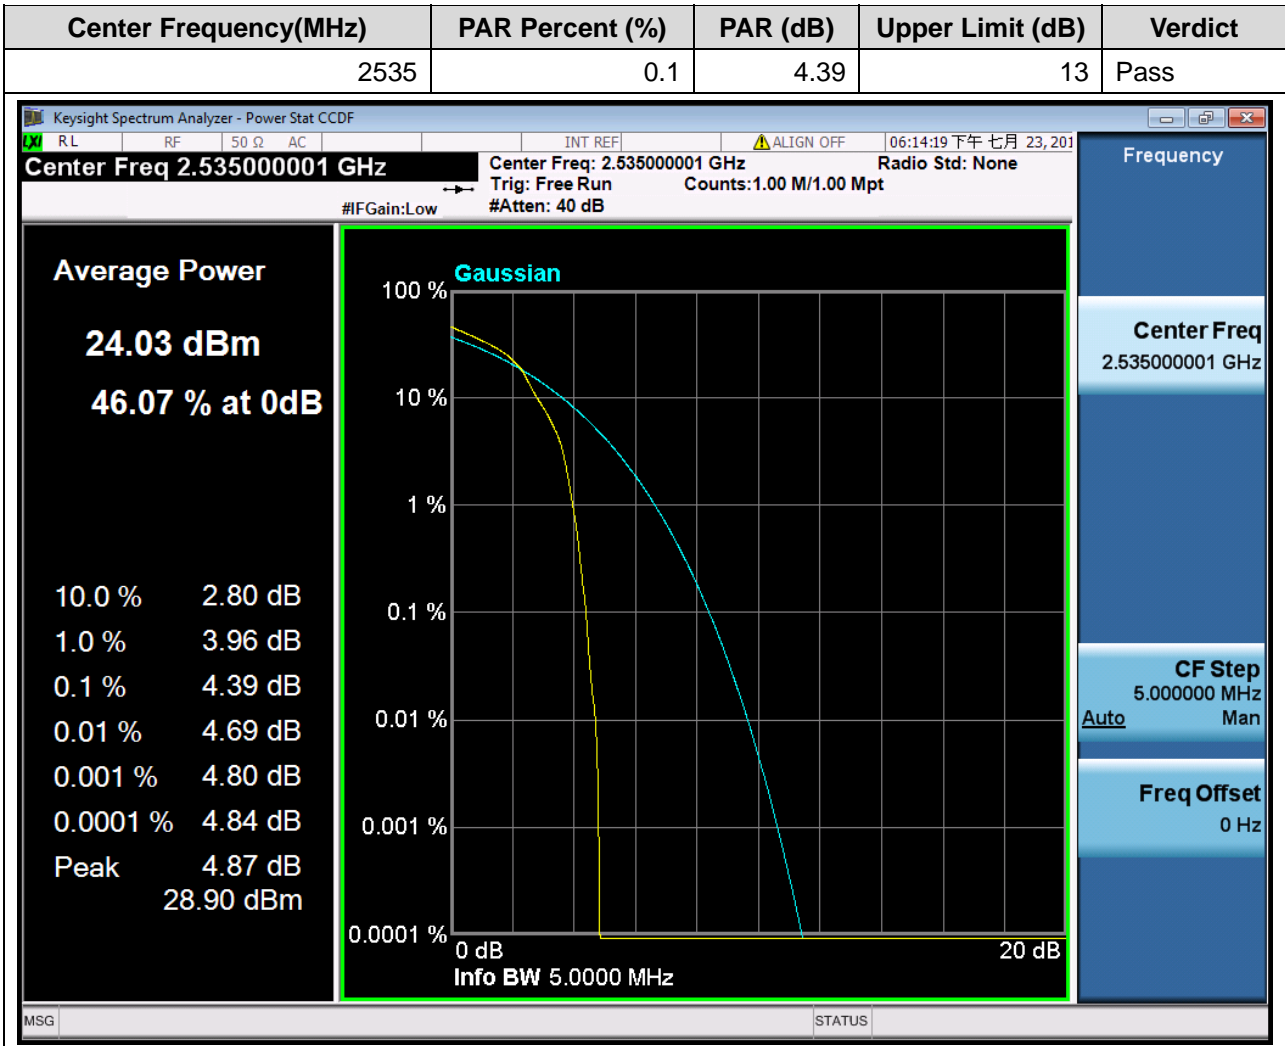 Center Frequency(MHz) PAR Percent (%) PAR (dB) Upper Limit (dB) Verdict
2535 0.1 4.39 13 Pass
Keysight Spectrum Analyzer - Power Stat CCDF
LXI RL RF 50 Ω AC INT REF ALIGN OFF 06:14:19 下午 七月 23, 201
Center Freq 2.535000001 GHz
Center Freq: 2.535000001 GHz Radio Std: None
Trig: Free Run Counts:1.00 M/1.00 Mpt
#IFGain:Low #Atten: 40 dB
Average Power
24.03 dBm
46.07 % at 0dB
10.0 % 2.80 dB
1.0 % 3.96 dB
0.1 % 4.39 dB
0.01 % 4.69 dB
0.001 % 4.80 dB
0.0001 % 4.84 dB
Peak 4.87 dB
28.90 dBm
Gaussian
100 %
10 %
1 %
0.1 %
0.01 %
0.001 %
0.0001 %
0 dB 20 dB
Info BW 5.0000 MHz
Frequency
Center Freq
2.535000001 GHz
CF Step
5.000000 MHz
Auto Man
Freq Offset
0 Hz
MSG STATUS